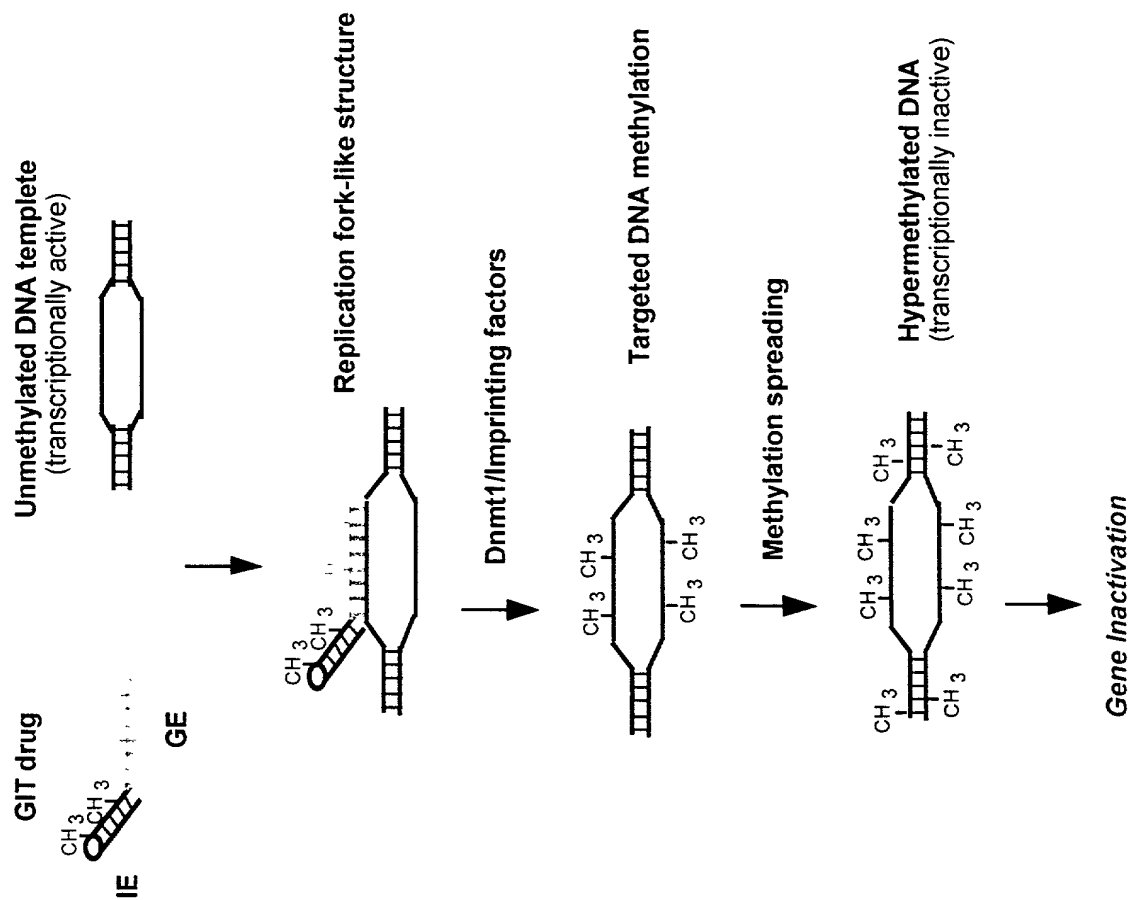 GIT drug
Unmethylated DNA templete
(transcriptionally active)
CH3
CH3
IE
GE
CH3
CH3
Replication fork-like structure
Dnmt1/Imprinting factors
CH3 CH3
Targeted DNA methylation
CH3 CH3
Methylation spreading
CH3 CH3 CH3 CH3
Hypermethylated DNA
(transcriptionally inactive)
CH3 CH3 CH3 CH3
Gene Inactivation